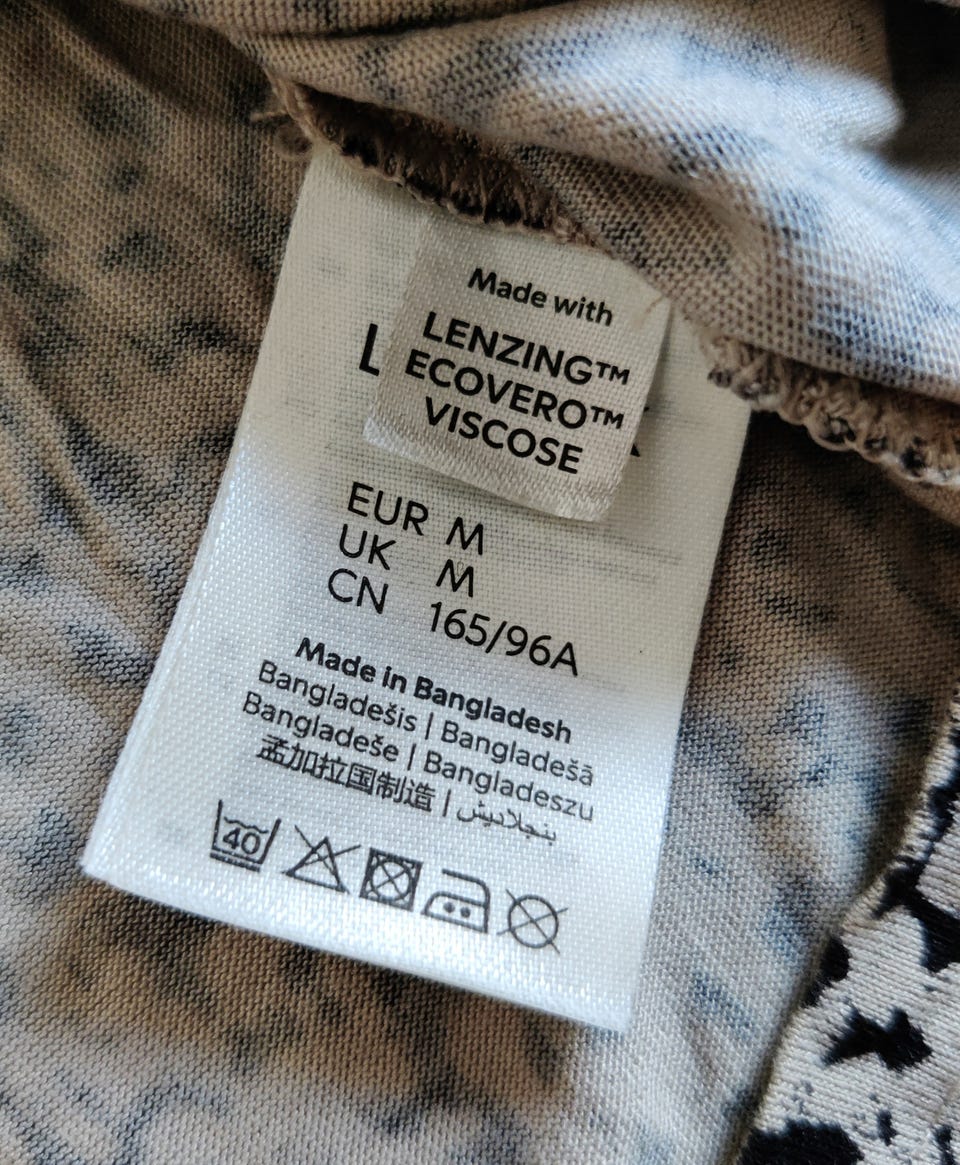 Made with
LENZING™
ECOVERO™
VISCOSE
EUR M
UK M
CN 165/96A
Made in Bangladesh
Bangladešis | Bangladešā
Bangladeše | Bangladeszu
孟加拉国制造 | بنجلاديش
40